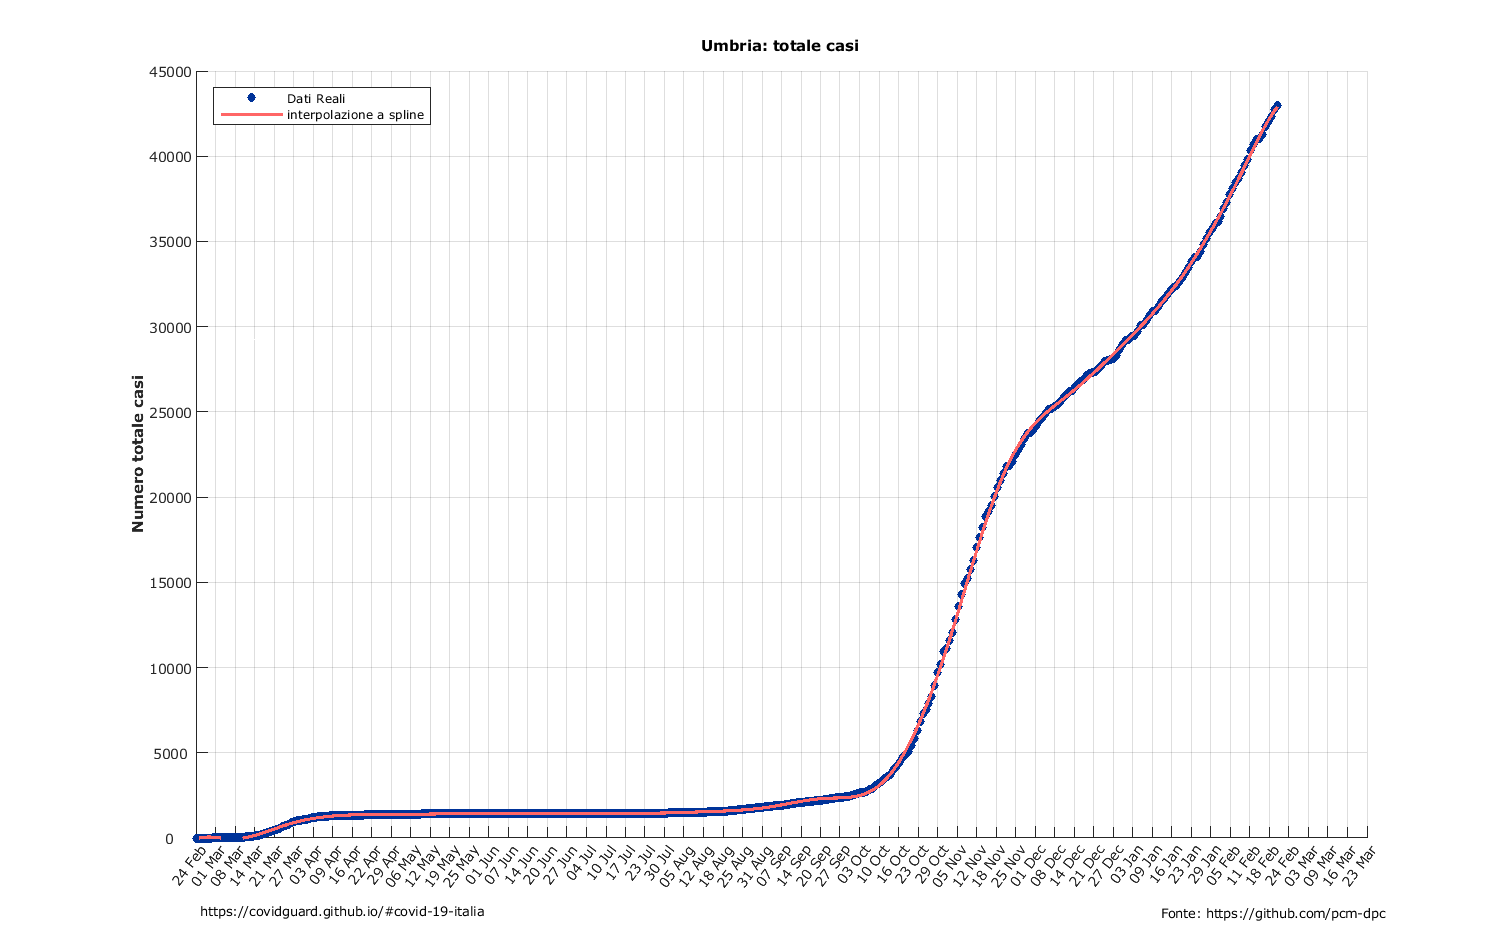 Umbria: totale casi
45000
40000
35000
30000
25000
20000
15000
10000
5000
0
Numero totale casi
Dati Reali
interpolazione a spline
24 Feb
01 Mar
08 Mar
14 Mar
21 Mar
27 Mar
03 Apr
09 Apr
16 Apr
22 Apr
29 Apr
06 May
12 May
19 May
25 May
01 Jun
07 Jun
14 Jun
20 Jun
27 Jun
04 Jul
10 Jul
17 Jul
23 Jul
30 Jul
05 Aug
12 Aug
18 Aug
25 Aug
31 Aug
07 Sep
14 Sep
20 Sep
27 Sep
03 Oct
10 Oct
16 Oct
23 Oct
29 Oct
05 Nov
12 Nov
18 Nov
25 Nov
01 Dec
08 Dec
14 Dec
21 Dec
27 Dec
03 Jan
09 Jan
16 Jan
23 Jan
29 Jan
05 Feb
11 Feb
18 Feb
24 Feb
03 Mar
09 Mar
16 Mar
23 Mar
https://covidguard.github.io/#covid-19-italia
Fonte: https://github.com/pcm-dpc